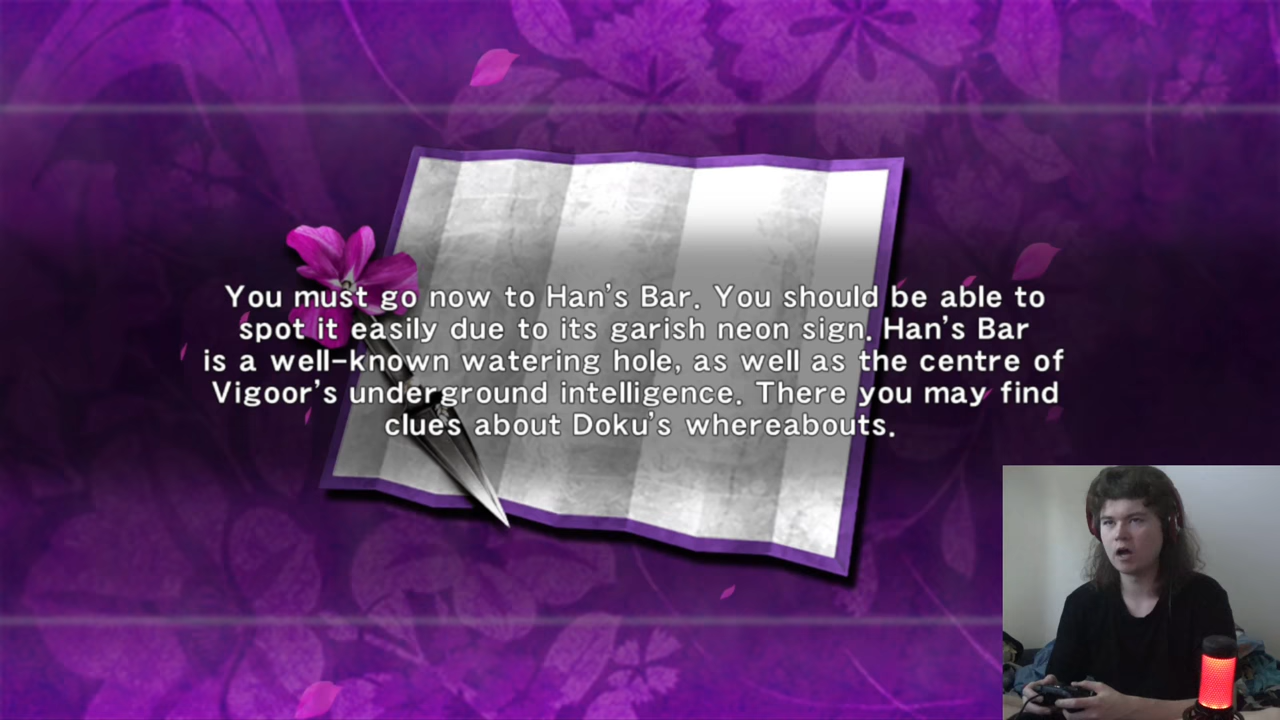 You must go now to Han's Bar. You should be able to
spot it easily due to its garish neon sign. Han's Bar
is a well-known watering hole, as well as the centre of
Vigoor's underground intelligence. There you may find
clues about Doku's whereabouts.